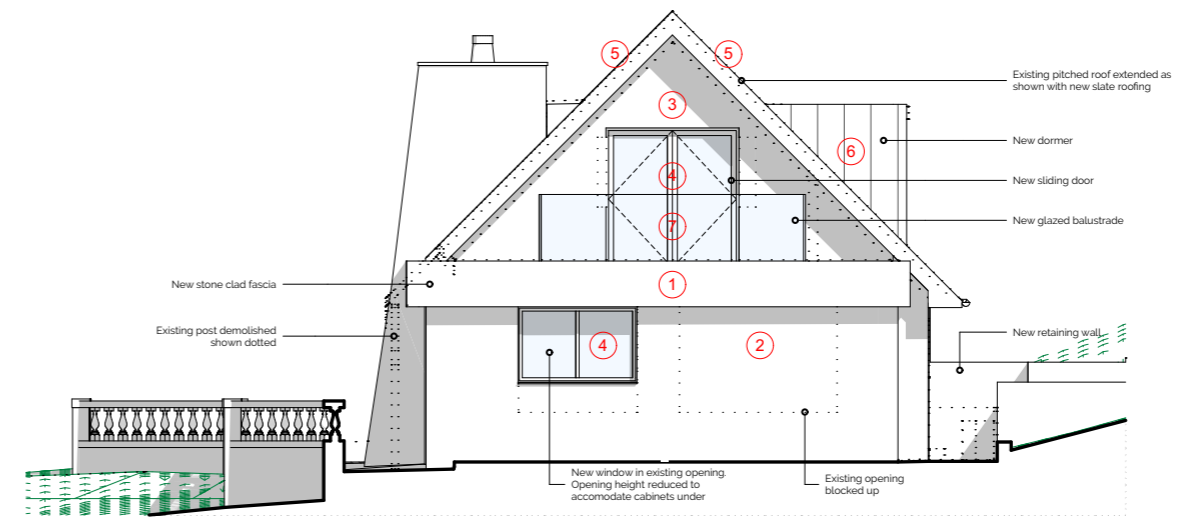 5
5
Existing pitched roof extended as
shown with new slate roofing
3
New dormer
6
4
New sliding door
7
New glazed balustrade
New stone clad fascia
1
Existing post demolished
shown dotted
4
2
New retaining wall
New window in existing opening.
Opening height reduced to
accomodate cabinets under
Existing opening
blocked up